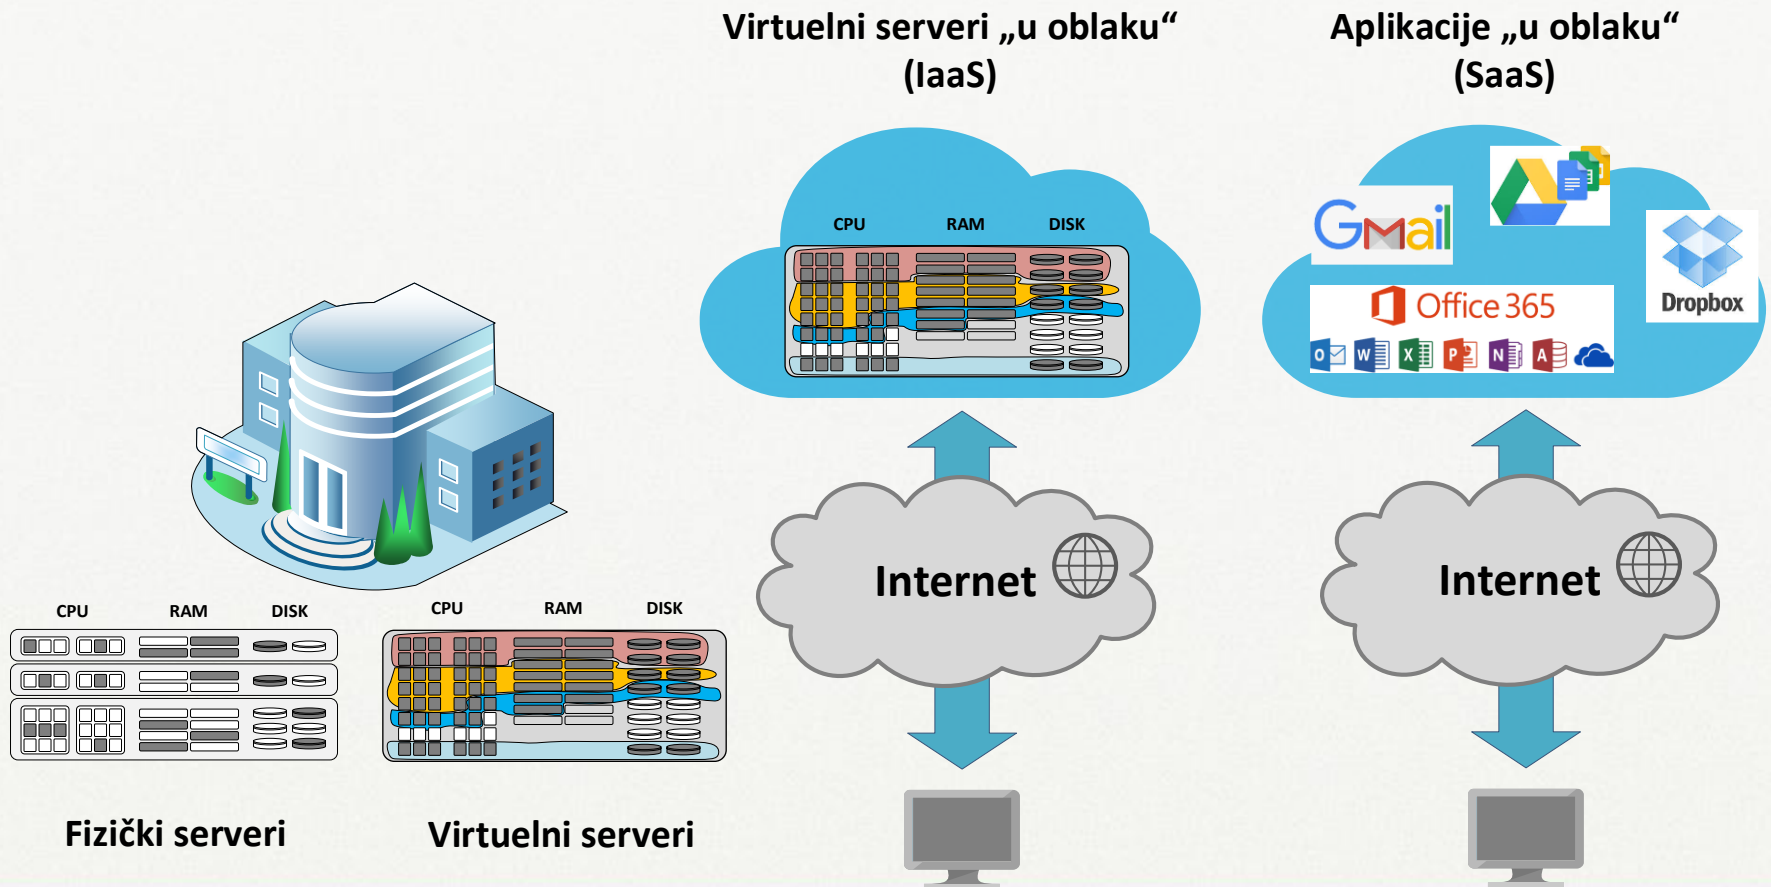 Virtuelni serveri „u oblaku“
(IaaS)
Aplikacije „u oblaku“
(SaaS)
CPU RAM DISK
Gmail
Dropbox
Office 365
O W X P N A
Internet
Internet
CPU RAM DISK
CPU RAM DISK
Fizički serveri
Virtuelni serveri